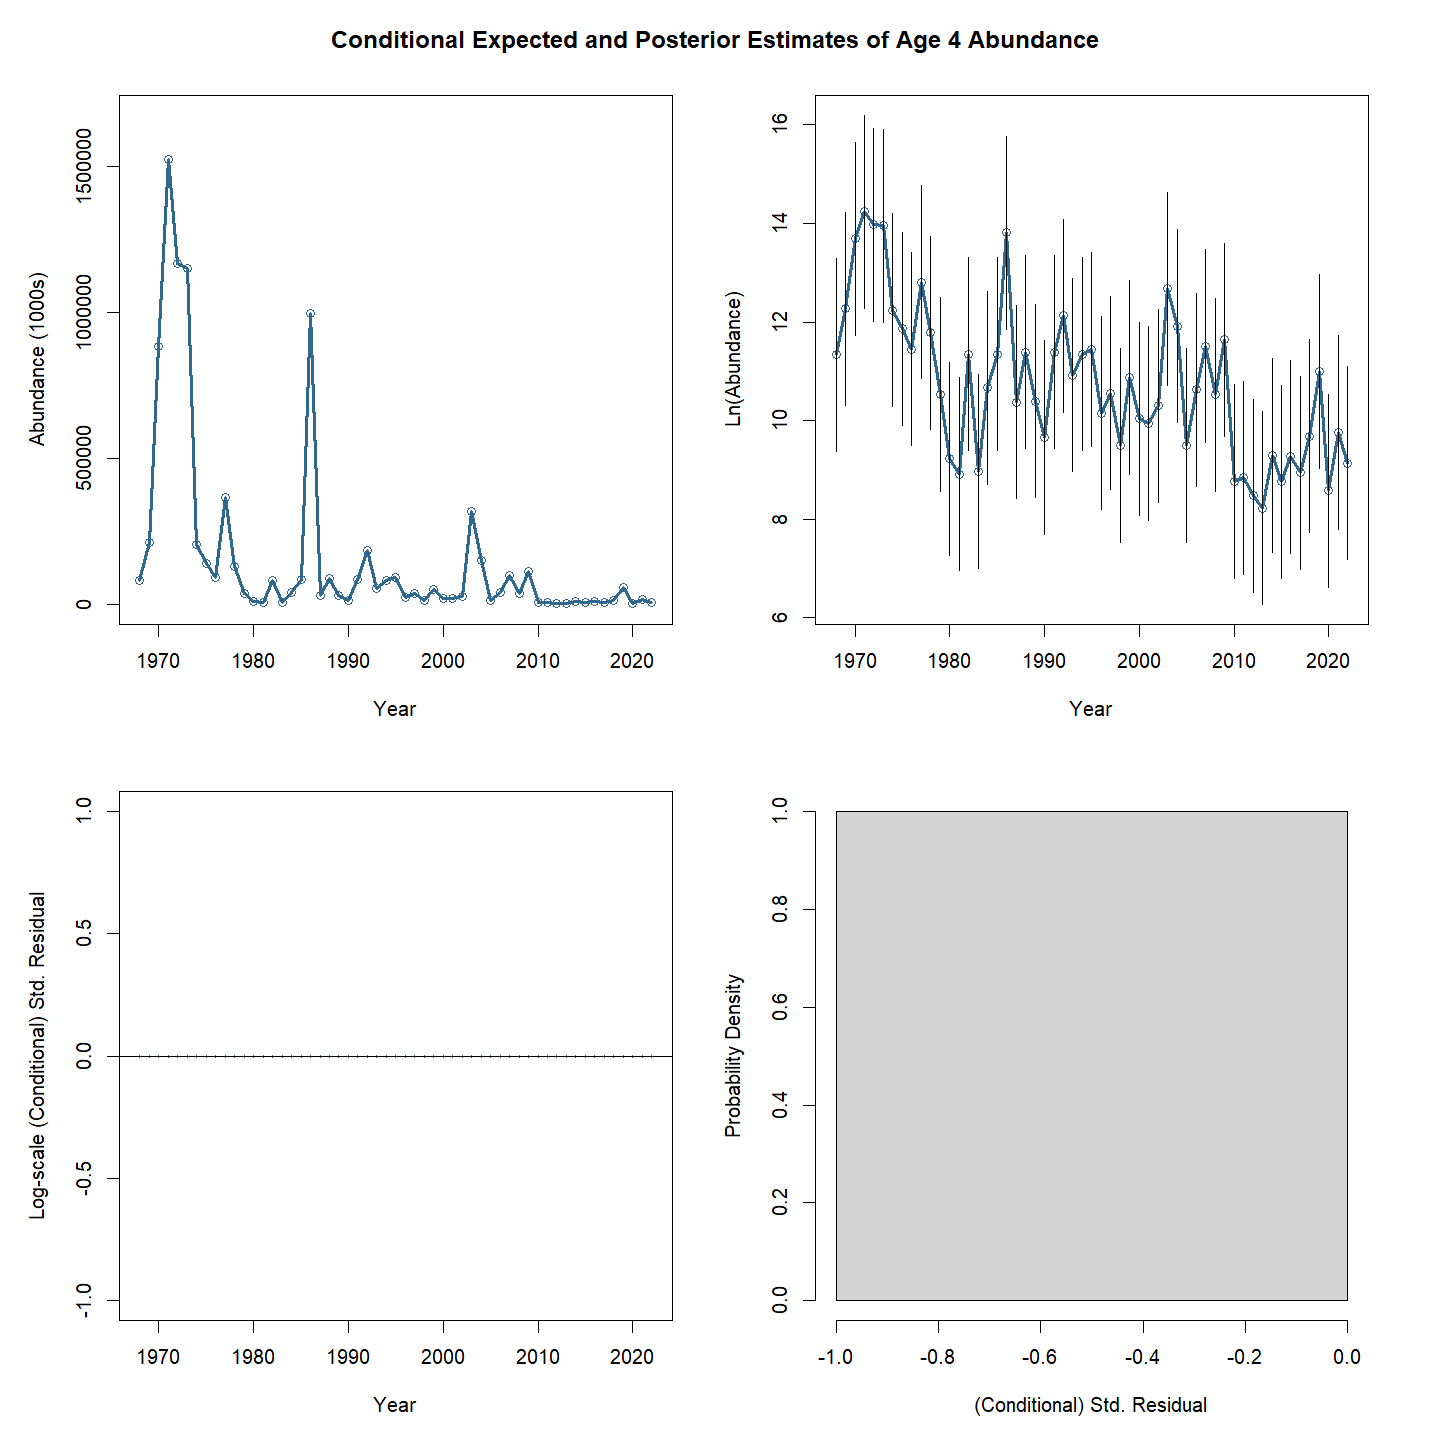 Conditional Expected and Posterior Estimates of Age 4 Abundance
Abundance (1000s)
1500000
1000000
500000
0
1970 1980 1990 2000 2010 2020
Year
Ln(Abundance)
16
14
12
10
8
6
1970 1980 1990 2000 2010 2020
Year
Log-scale (Conditional) Std. Residual
1.0
0.5
0.0
-0.5
-1.0
1970 1980 1990 2000 2010 2020
Year
Probability Density
1.0
0.8
0.6
0.4
0.2
0.0
-1.0 -0.8 -0.6 -0.4 -0.2 0.0
(Conditional) Std. Residual